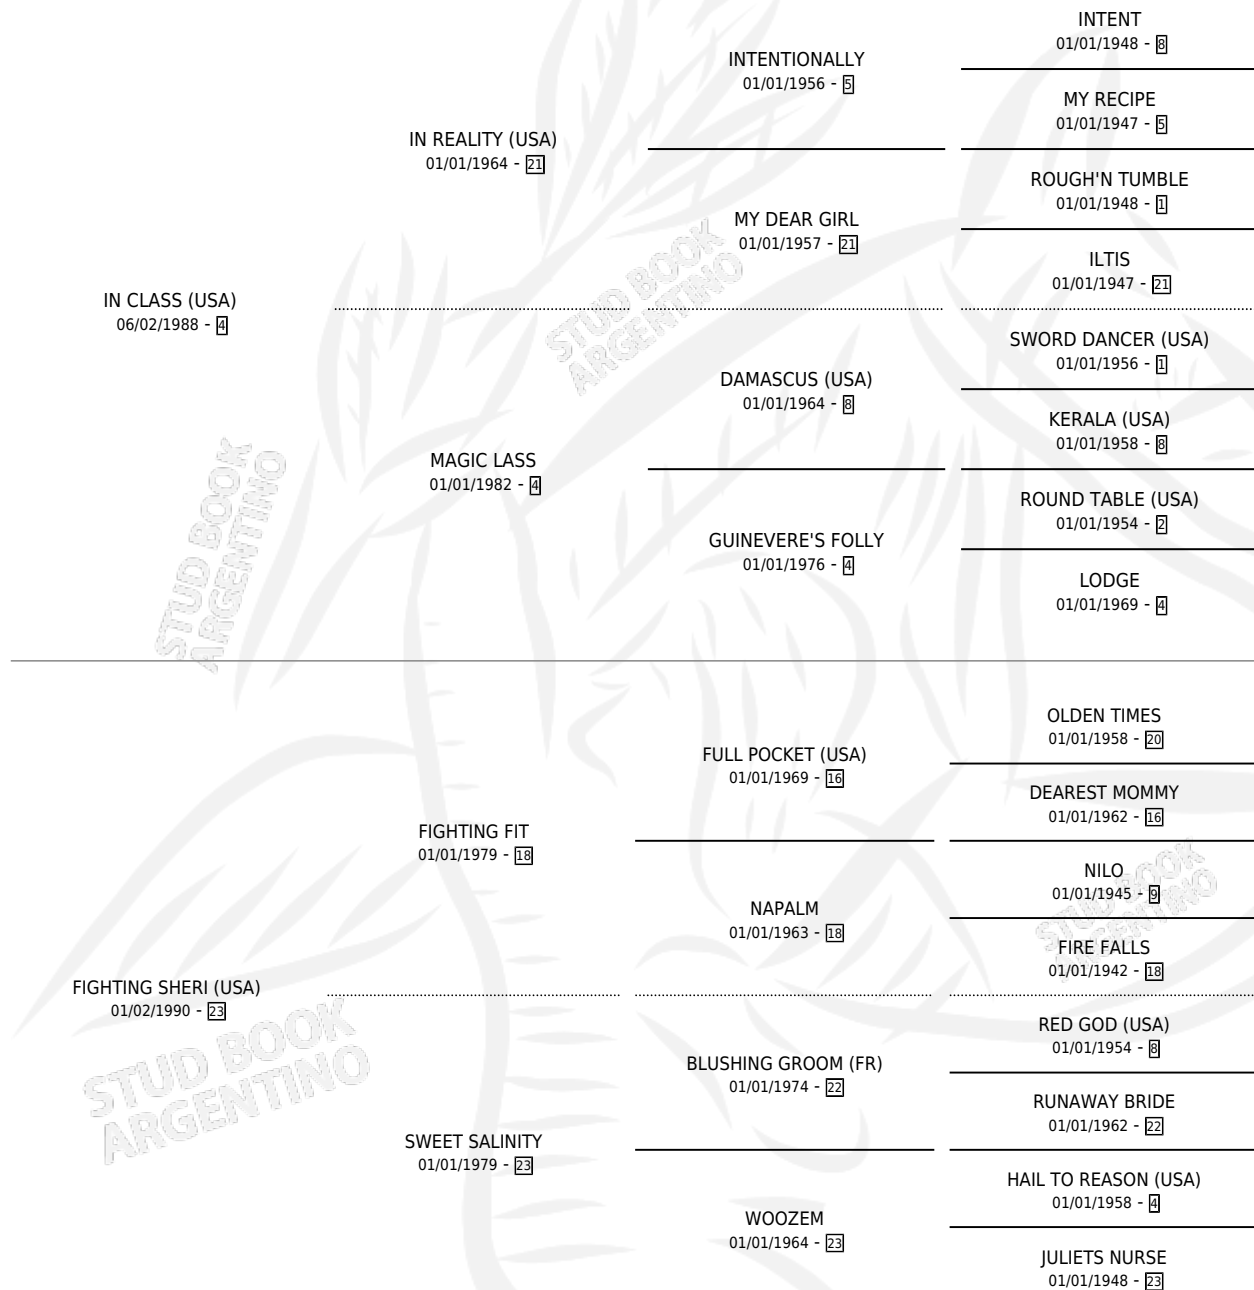 INTENT
01/01/1948 - 8
INTENTIONALLY
01/01/1956 - 5
MY RECIPE
01/01/1947 - 5
IN REALITY (USA)
01/01/1964 - 21
ROUGH'N TUMBLE
01/01/1948 - 1
MY DEAR GIRL
01/01/1957 - 21
ILTIS
01/01/1947 - 21
IN CLASS (USA)
06/02/1988 - 4
SWORD DANCER (USA)
01/01/1956 - 1
DAMASCUS (USA)
01/01/1964 - 8
KERALA (USA)
01/01/1958 - 8
MAGIC LASS
01/01/1982 - 4
ROUND TABLE (USA)
01/01/1954 - 2
GUINEVERE'S FOLLY
01/01/1976 - 4
LODGE
01/01/1969 - 4
OLDEN TIMES
01/01/1958 - 20
FULL POCKET (USA)
01/01/1969 - 16
DEAREST MOMMY
01/01/1962 - 16
FIGHTING FIT
01/01/1979 - 18
NILO
01/01/1945 - 9
NAPALM
01/01/1963 - 18
FIRE FALLS
01/01/1942 - 18
FIGHTING SHERI (USA)
01/02/1990 - 23
RED GOD (USA)
01/01/1954 - 8
BLUSHING GROOM (FR)
01/01/1974 - 22
RUNAWAY BRIDE
01/01/1962 - 22
SWEET SALINITY
01/01/1979 - 23
HAIL TO REASON (USA)
01/01/1958 - 4
WOOZEM
01/01/1964 - 23
JULIETS NURSE
01/01/1948 - 23
STUD BOOK
ARGENTINO
STUD BOOK
ARGENTINO
STUD BOOK
ARGENTINO
STUD BOOK
ARGENTINO